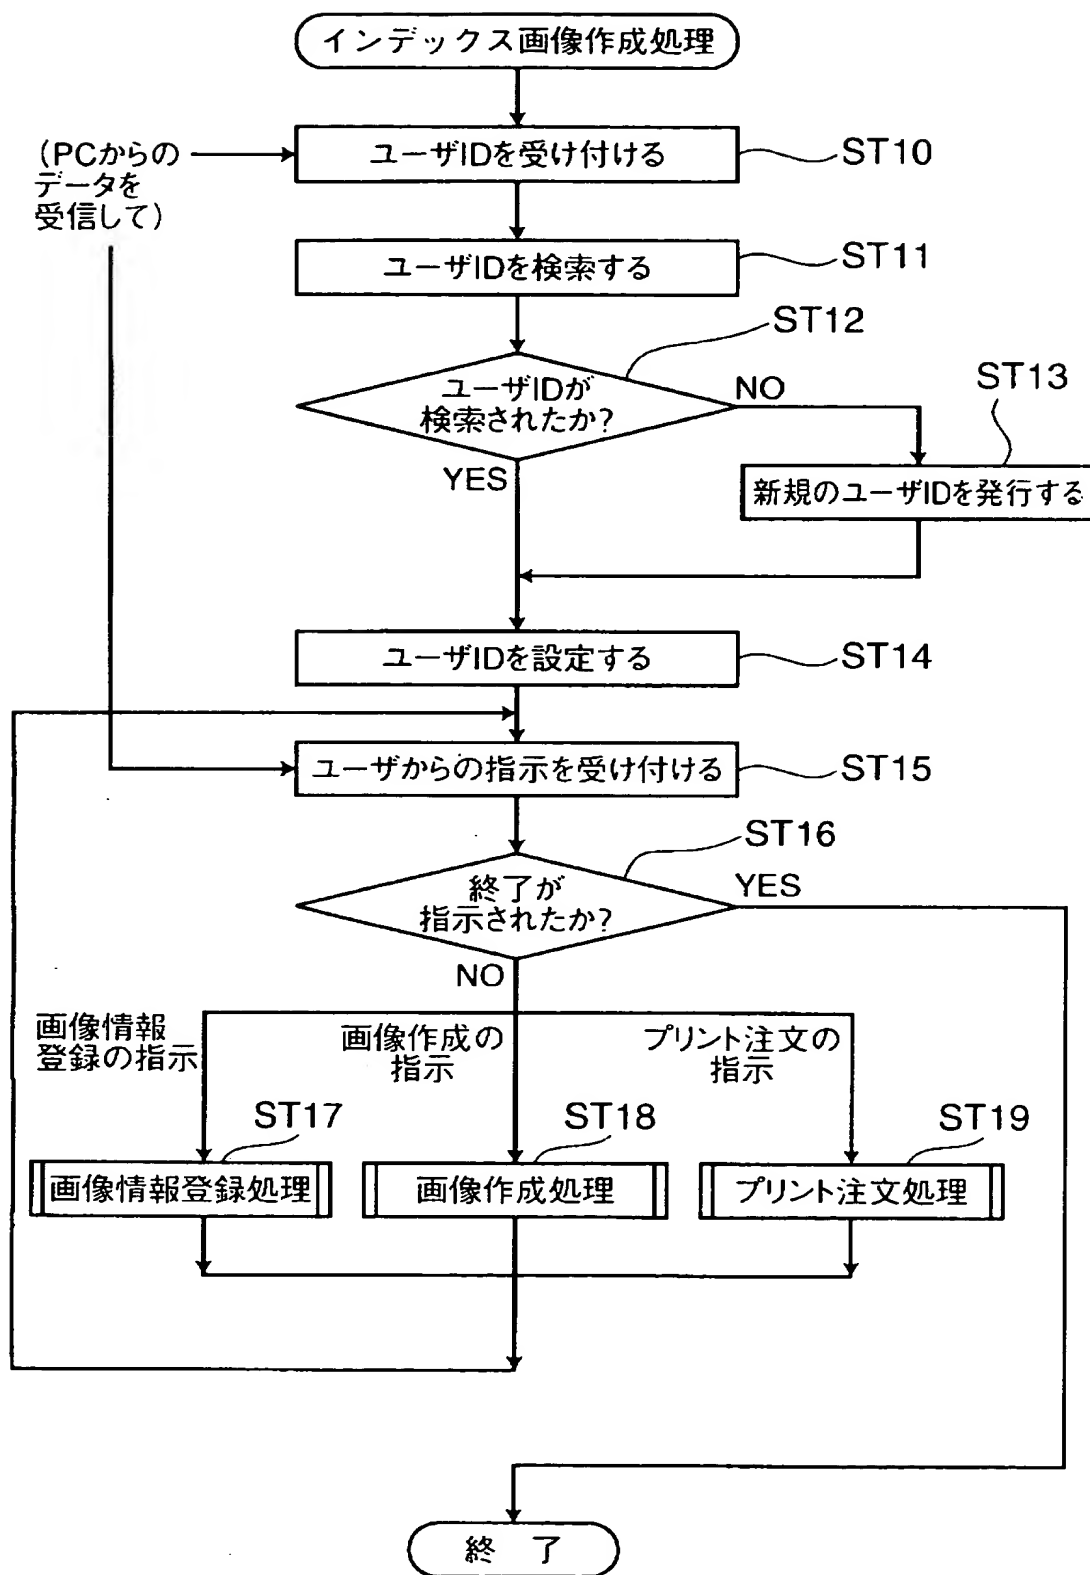 インデックス画像作成処理
(PCからの
データを
受信して)
ユーザIDを受け付ける
ST10
ユーザIDを検索する
ST11
ST12
ユーザIDが
検索されたか?
NO
YES
ST13
新規のユーザIDを発行する
ユーザIDを設定する
ST14
ユーザからの指示を受け付ける
ST15
ST16
終了が
指示されたか?
YES
NO
画像情報
登録の指示
画像作成の
指示
プリント注文の
指示
ST17
ST18
ST19
画像情報登録処理
画像作成処理
プリント注文処理
終 了